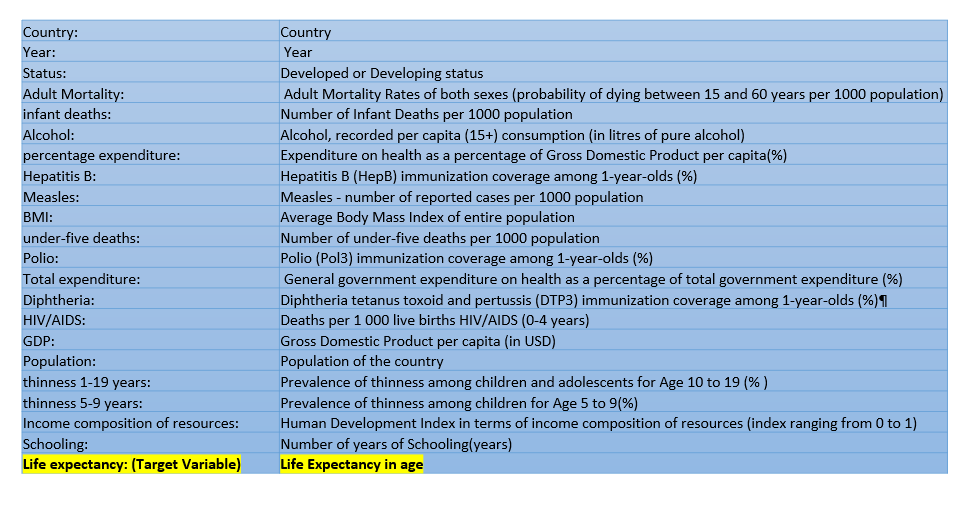 Country: Country
Year: Year
Status: Developed or Developing status
Adult Mortality: Adult Mortality Rates of both sexes (probability of dying between 15 and 60 years per 1000 population)
infant deaths: Number of Infant Deaths per 1000 population
Alcohol: Alcohol, recorded per capita (15+) consumption (in litres of pure alcohol)
percentage expenditure: Expenditure on health as a percentage of Gross Domestic Product per capita(%)
Hepatitis B: Hepatitis B (HepB) immunization coverage among 1-year-olds (%)
Measles: Measles - number of reported cases per 1000 population
BMI: Average Body Mass Index of entire population
under-five deaths: Number of under-five deaths per 1000 population
Polio: Polio (Pol3) immunization coverage among 1-year-olds (%)
Total expenditure: General government expenditure on health as a percentage of total government expenditure (%)
Diphtheria: Diphtheria tetanus toxoid and pertussis (DTP3) immunization coverage among 1-year-olds (%)¶
HIV/AIDS: Deaths per 1 000 live births HIV/AIDS (0-4 years)
GDP: Gross Domestic Product per capita (in USD)
Population: Population of the country
thinness 1-19 years: Prevalence of thinness among children and adolescents for Age 10 to 19 (% )
thinness 5-9 years: Prevalence of thinness among children for Age 5 to 9(%)
Income composition of resources: Human Development Index in terms of income composition of resources (index ranging from 0 to 1)
Schooling: Number of years of Schooling(years)
Life expectancy: (Target Variable) Life Expectancy in age